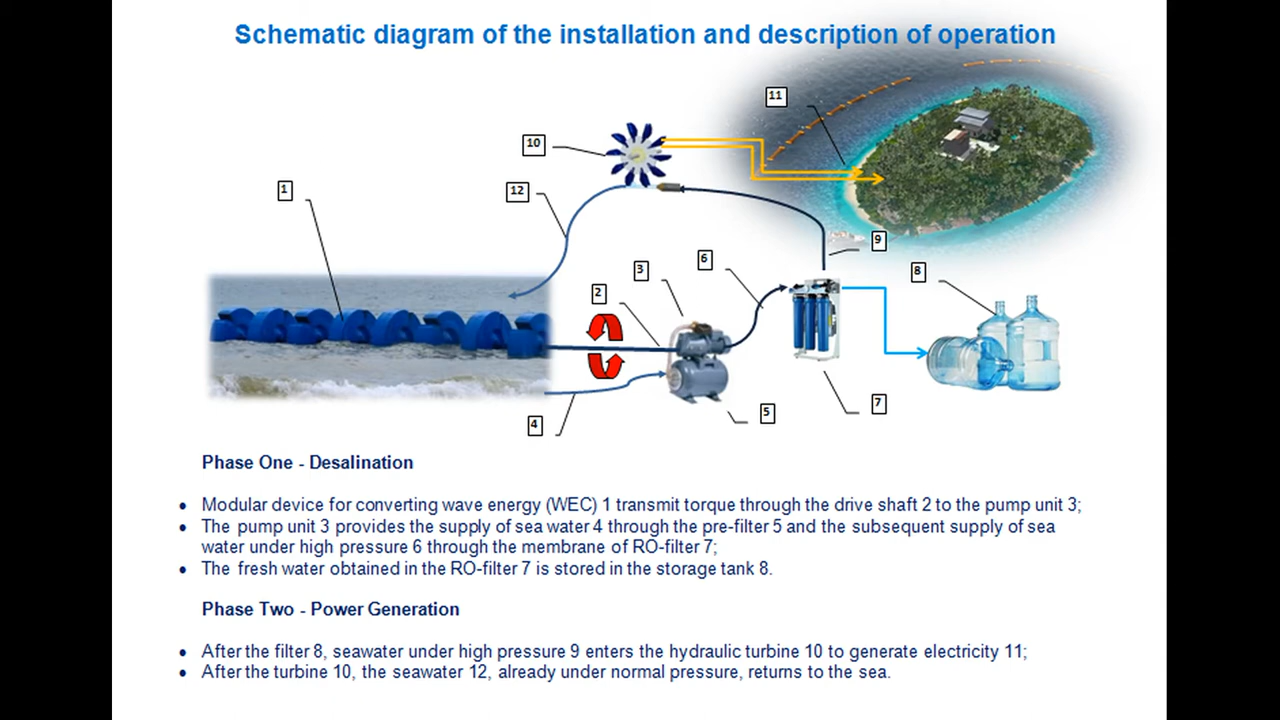 Schematic diagram of the installation and description of operation
11
10
1
12
9
3
6
8
2
4
5
7
Phase One - Desalination
• Modular device for converting wave energy (WEC) 1 transmit torque through the drive shaft 2 to the pump unit 3;
• The pump unit 3 provides the supply of sea water 4 through the pre-filter 5 and the subsequent supply of sea
water under high pressure 6 through the membrane of RO-filter 7;
• The fresh water obtained in the RO-filter 7 is stored in the storage tank 8.
Phase Two - Power Generation
• After the filter 8, seawater under high pressure 9 enters the hydraulic turbine 10 to generate electricity 11;
• After the turbine 10, the seawater 12, already under normal pressure, returns to the sea.